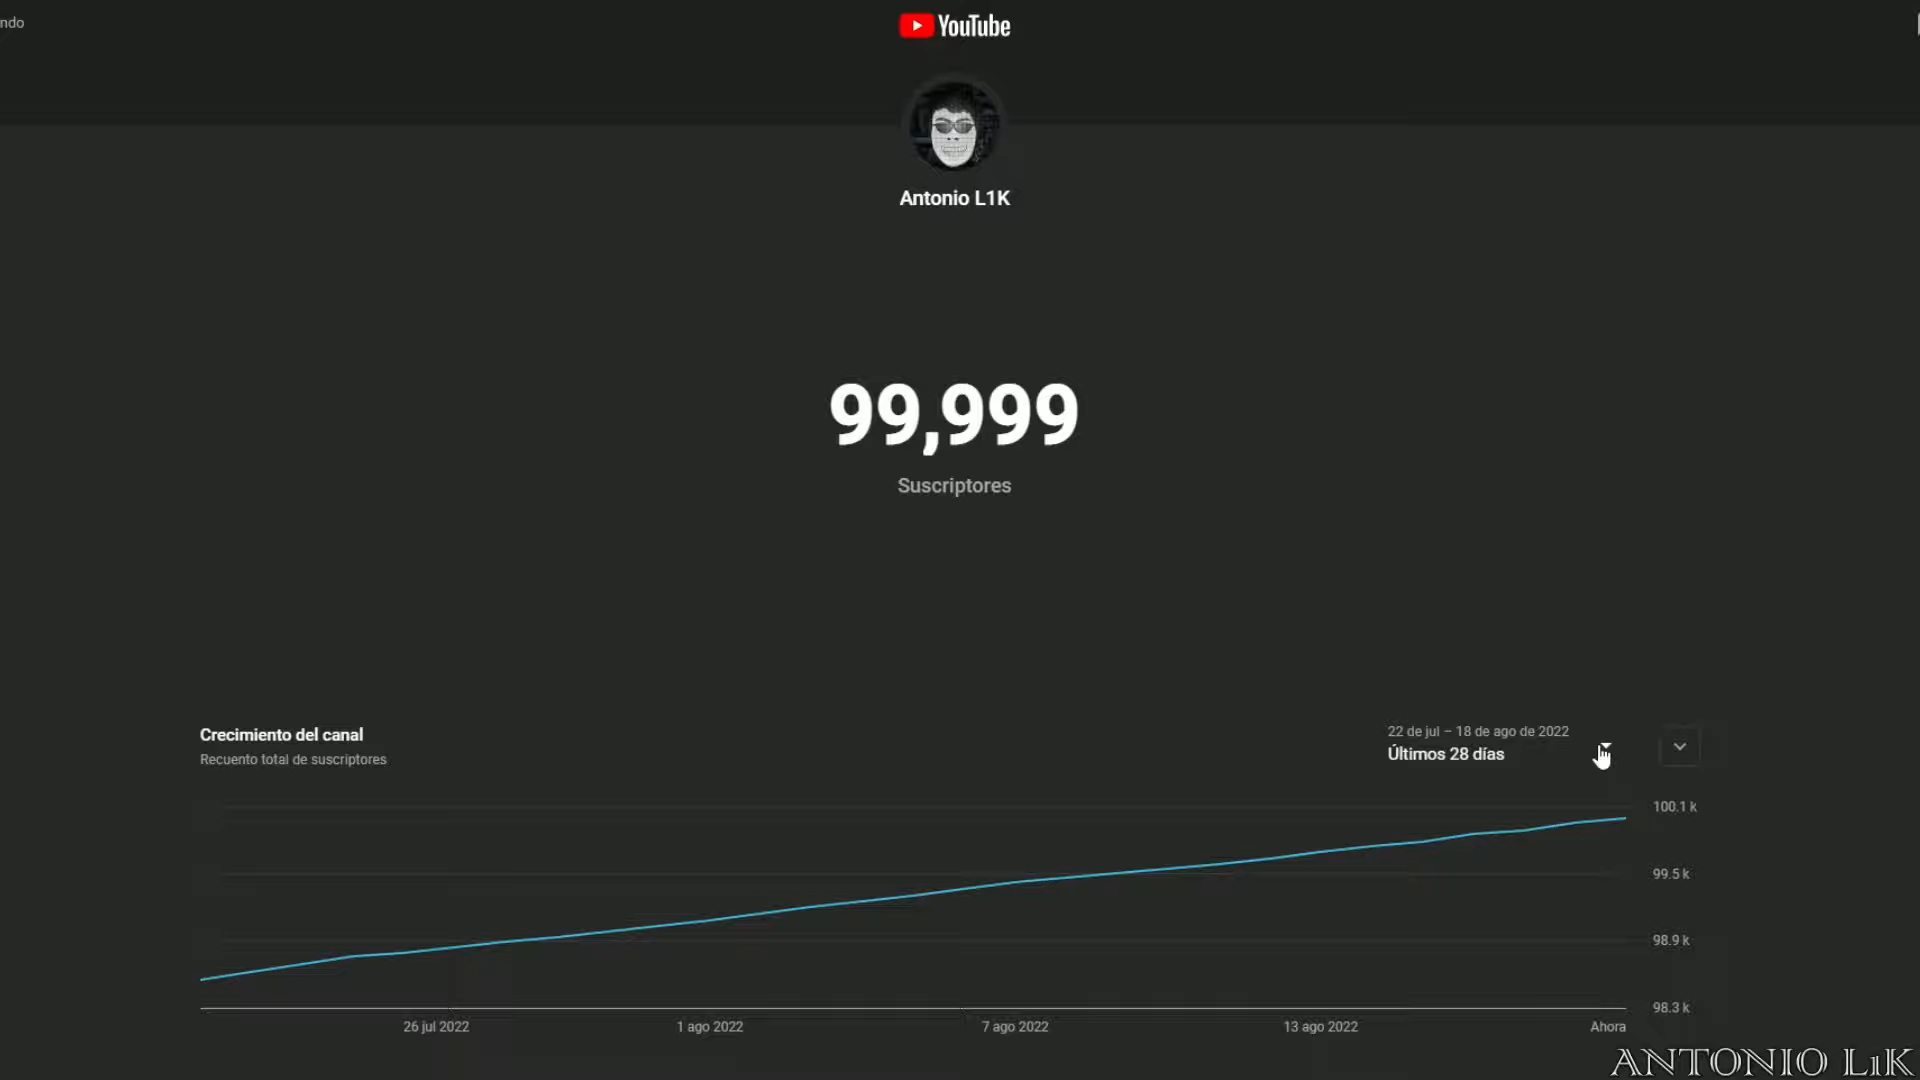 ndo
YouTube
Antonio L1K
99,999
Suscriptores
Crecimiento del canal
Recuento total de suscriptores
22 de jul – 18 de ago de 2022
Últimos 28 días
100.1 k
99.5 k
98.9 k
98.3 k
26 jul 2022
1 ago 2022
7 ago 2022
13 ago 2022
Ahora
ANTONIO L1K